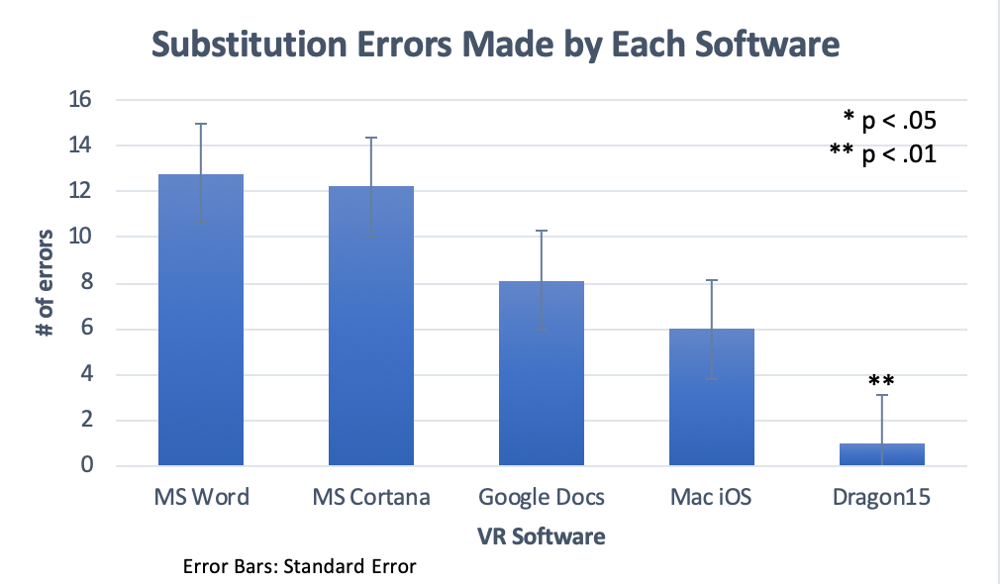 Substitution Errors Made by Each Software
* p < .05
** p < .01
# of errors
16
14
12
10
8
6
4
2
0
**
MS Word
MS Cortana
Google Docs
Mac iOS
Dragon15
VR Software
Error Bars: Standard Error